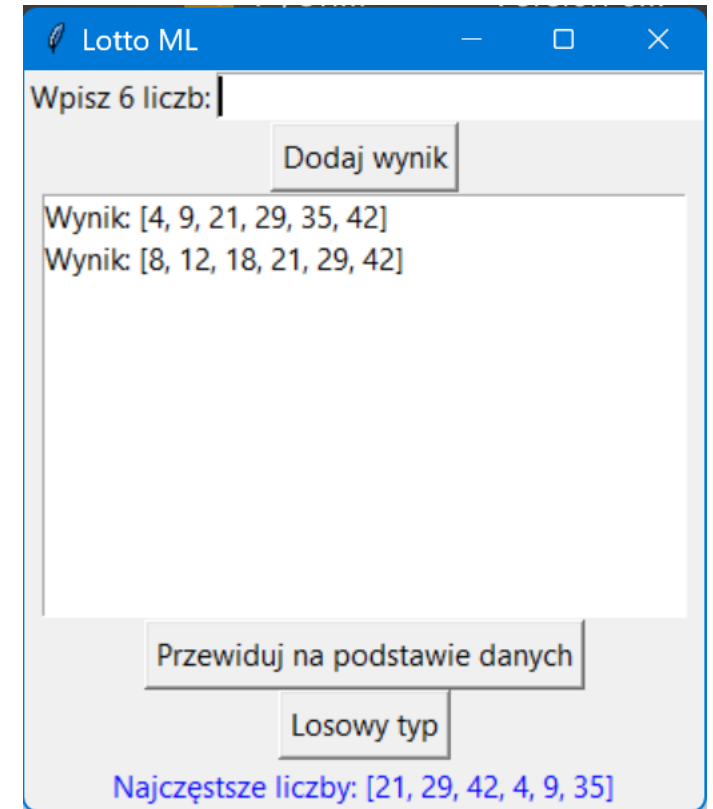 Lotto ML
Wpisz 6 liczb:
Dodaj wynik
Wynik: [4, 9, 21, 29, 35, 42]
Wynik: [8, 12, 18, 21, 29, 42]
Przewiduj na podstawie danych
Losowy typ
Najczęstsze liczby: [21, 29, 42, 4, 9, 35]